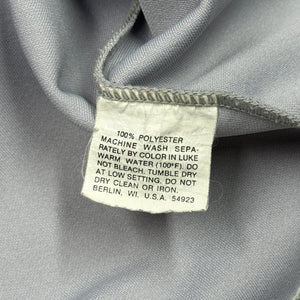 100% POLYESTER
MACHINE WASH SEPA-
RATELY BY COLOR IN LUKE
WARM WATER (100°F). DO
NOT BLEACH. TUMBLE DRY
AT LOW SETTING. DO NOT
DRY CLEAN OR IRON.
BERLIN, WI. U.S.A. 54923